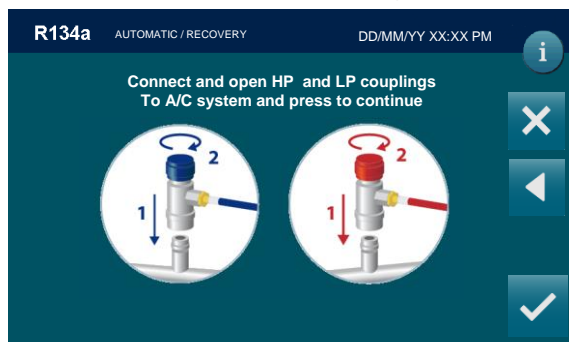 R134a AUTOMATIC / RECOVERY DD/MM/YY XX:XX PM
i
Connect and open HP and LP couplings
To A/C system and press to continue
2
1
2
1